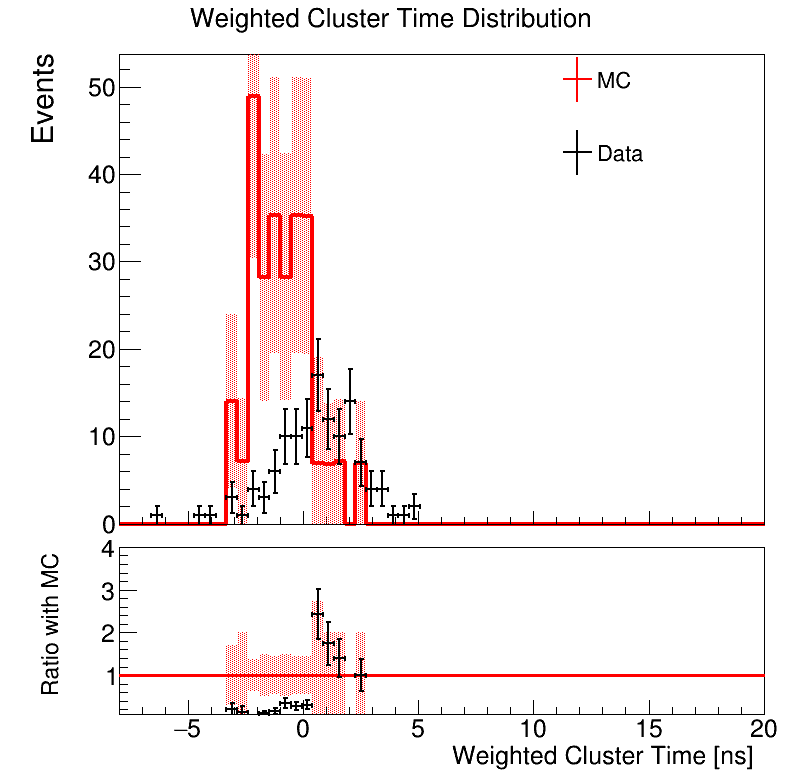 Weighted Cluster Time Distribution
Events
50
40
30
20
10
0
MC
Data
Ratio with MC
4
3
2
1
−5 0 5 10 15 20
Weighted Cluster Time [ns]